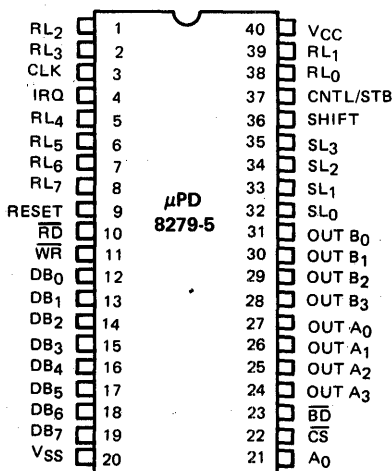 RL2 1 40 VCC
RL3 2 39 RL1
CLK 3 38 RL0
IRQ 4 37 CNTL/STB
RL4 5 36 SHIFT
RL5 6 35 SL3
RL6 7 34 SL2
RL7 8 33 SL1
RESET 9 32 SL0
μPD
8279-5
R̅D̅ 10 31 OUT B0
W̅R̅ 11 30 OUT B1
DB0 12 29 OUT B2
DB1 13 28 OUT B3
DB2 14 27 OUT A0
DB3 15 26 OUT A1
DB4 16 25 OUT A2
DB5 17 24 OUT A3
DB6 18 23 B̅D̅
DB7 19 22 C̅S̅
VSS 20 21 A0